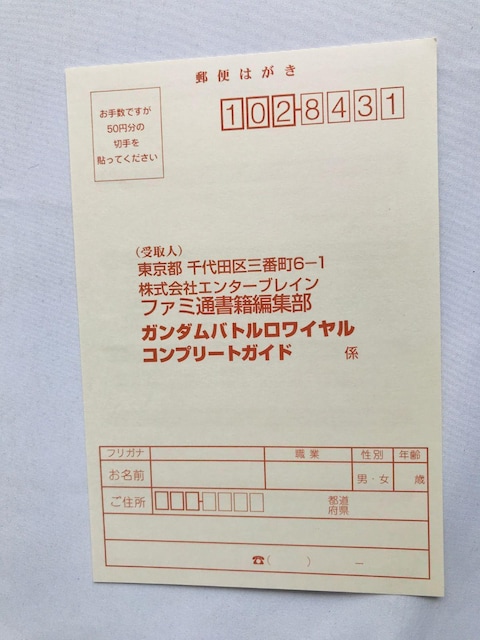 郵便はがき
お手数ですが
50円分の
切手を
貼ってください
102-8431
（受取人）
東京都 千代田区三番町6−1
株式会社エンターブレイン
ファミ通書籍編集部
ガンダムバトルロワイヤル
コンプリートガイド 係
フリガナ 職業 性別 年齢
お名前 男・女 歳
ご住所 都道
府県
☎( ) −